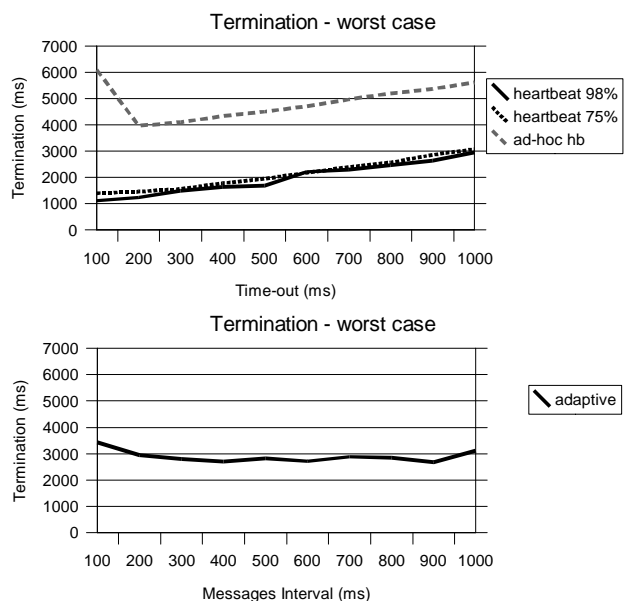 Termination - worst case
7000
6000
5000
4000
3000
2000
1000
0
Termination (ms)
100 200 300 400 500 600 700 800 900 1000
Time-out (ms)
heartbeat 98%
heartbeat 75%
ad-hoc hb
Termination - worst case
7000
6000
5000
4000
3000
2000
1000
0
Termination (ms)
100 200 300 400 500 600 700 800 900 1000
Messages Interval (ms)
adaptive